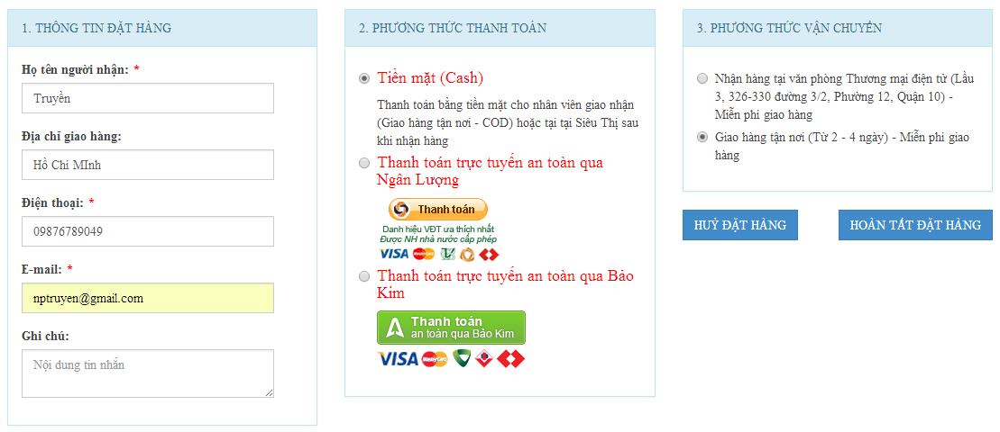 1. THÔNG TIN ĐẶT HÀNG
Họ tên người nhận: *
Truyền
Địa chỉ giao hàng:
Hồ Chí MInh
Điện thoại: *
09876789049
E-mail: *
nptruyen@gmail.com
Ghi chú:
Nội dung tin nhắn
2. PHƯƠNG THỨC THANH TOÁN
Tiền mặt (Cash)
Thanh toán bằng tiền mặt cho nhân viên giao nhận
(Giao hàng tận nơi - COD) hoặc tại tại Siêu Thị sau
khi nhận hàng
Thanh toán trực tuyến an toàn qua
Ngân Lượng
Thanh toán
Danh hiệu VĐT ưa thích nhất
Được NH nhà nước cấp phép
VISA MasterCard
Thanh toán trực tuyến an toàn qua Bảo
Kim
Thanh toán
an toàn qua Bảo Kim
VISA MasterCard
3. PHƯƠNG THỨC VẬN CHUYỂN
Nhận hàng tại văn phòng Thương mại điện tử (Lầu
3, 326-330 đường 3/2, Phường 12, Quận 10) -
Miễn phí giao hàng
Giao hàng tận nơi (Từ 2 - 4 ngày) - Miễn phí giao
hàng
HUỶ ĐẶT HÀNG
HOÀN TẤT ĐẶT HÀNG